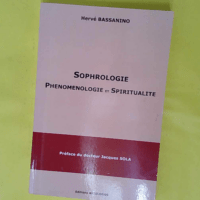 Hervé BASSANINO
SOPHROLOGIE
PHENOMENOLOGIE ET SPIRITUALITE
Préface du Docteur Jacques